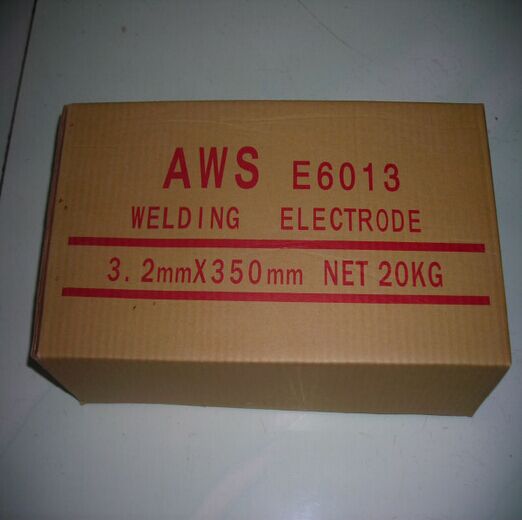 AWS E6013
WELDING ELECTRODE
3.2mmX350mm NET 20KG